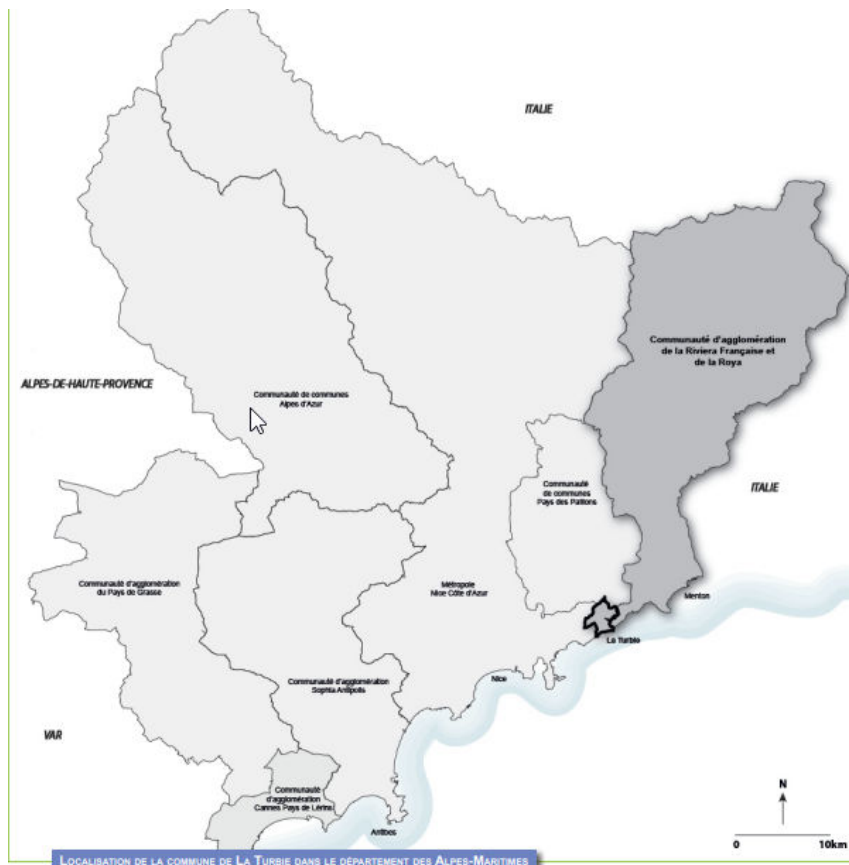 ITALIE
Communauté d'agglomération
de la Riviera Française et
de la Roya
ALPES-DE-HAUTE-PROVENCE
Communauté de communes
Alpes d'Azur
Communauté
de communes
Pays des Paillons
ITALIE
Communauté d'agglomération
du Pays de Grasse
Métropole
Nice Côte d'Azur
Menton
La Turbie
Communauté d'agglomération
Sophia Antipolis
Nice
VAR
Communauté
d'agglomération
Cannes Pays de Lérins
Antibes
N
0 10km
LOCALISATION DE LA COMMUNE DE LA TURBIE DANS LE DÉPARTEMENT DES ALPES-MARITIMES